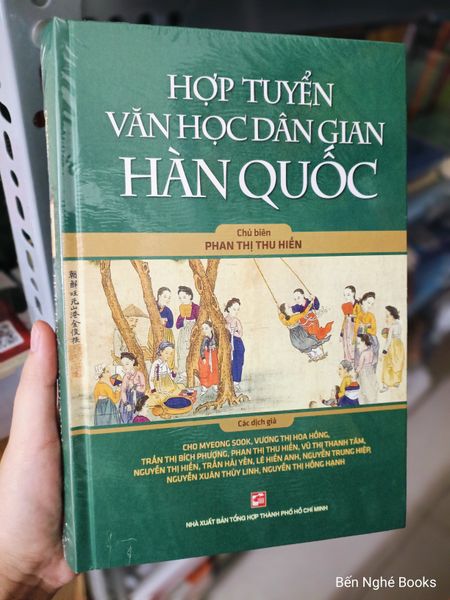 HỢP TUYỂN
VĂN HỌC DÂN GIAN
HÀN QUỐC
Chủ biên
PHAN THỊ THU HIỀN
Các dịch giả
CHO MYEONG SOOK, VƯƠNG THỊ HOA HỒNG,
TRẦN THỊ BÍCH PHƯỢNG, PHAN THỊ THU HIỀN, VŨ THỊ THANH TÂM,
NGUYỄN THỊ HIỀN, TRẦN HẢI YẾN, LÊ HIỀN ANH, NGUYỄN TRUNG HIỆP,
NGUYỄN XUÂN THÙY LINH, NGUYỄN THỊ HỒNG HẠNH
NHÀ XUẤT BẢN TỔNG HỢP THÀNH PHỐ HỒ CHÍ MINH
Bến Nghé Books